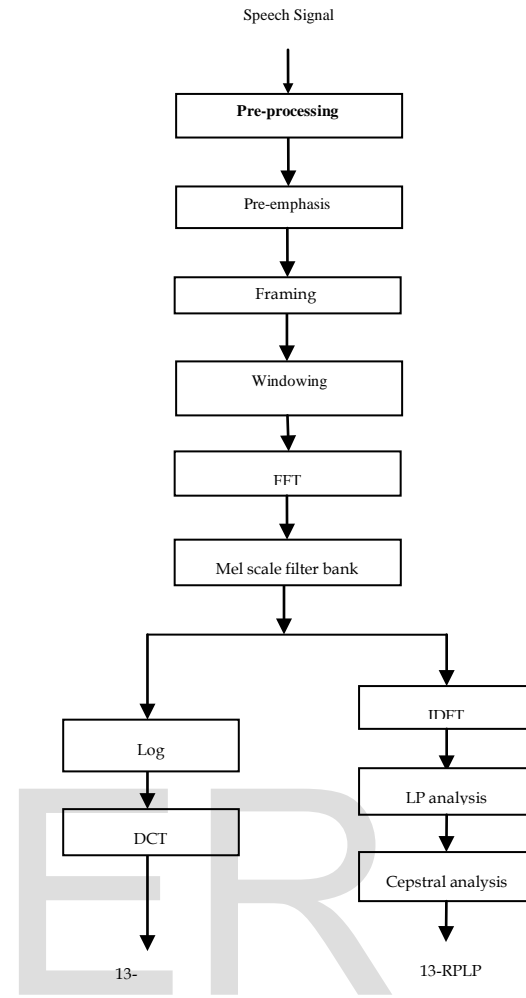 Speech Signal
Pre-processing
Pre-emphasis
Framing
Windowing
FFT
Mel scale filter bank
Log
DCT
13-
IDFT
LP analysis
Cepstral analysis
13-RPLP
ER